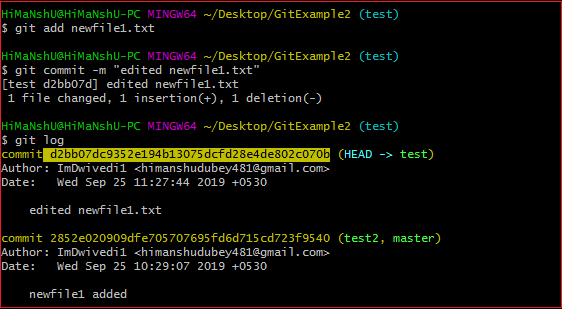 HiMaNshU@HiMaNshU-PC MINGW64 ~/Desktop/GitExample2 (test)
$ git add newfile1.txt
HiMaNshU@HiMaNshU-PC MINGW64 ~/Desktop/GitExample2 (test)
$ git commit -m "edited newfile1.txt"
[test d2bb07d] edited newfile1.txt
1 file changed, 1 insertion(+), 1 deletion(-)
HiMaNshU@HiMaNshU-PC MINGW64 ~/Desktop/GitExample2 (test)
$ git log
commit d2bb07dc9352e194b13075dcfd28e4de802c070b (HEAD -> test)
Author: ImDwivedi1 <himanshudubey481@gmail.com>
Date:   Wed Sep 25 11:27:44 2019 +0530
edited newfile1.txt
commit 2852e020909dfe705707695fd6d715cd723f9540 (test2, master)
Author: ImDwivedi1 <himanshudubey481@gmail.com>
Date:   Wed Sep 25 10:29:07 2019 +0530
newfile1 added